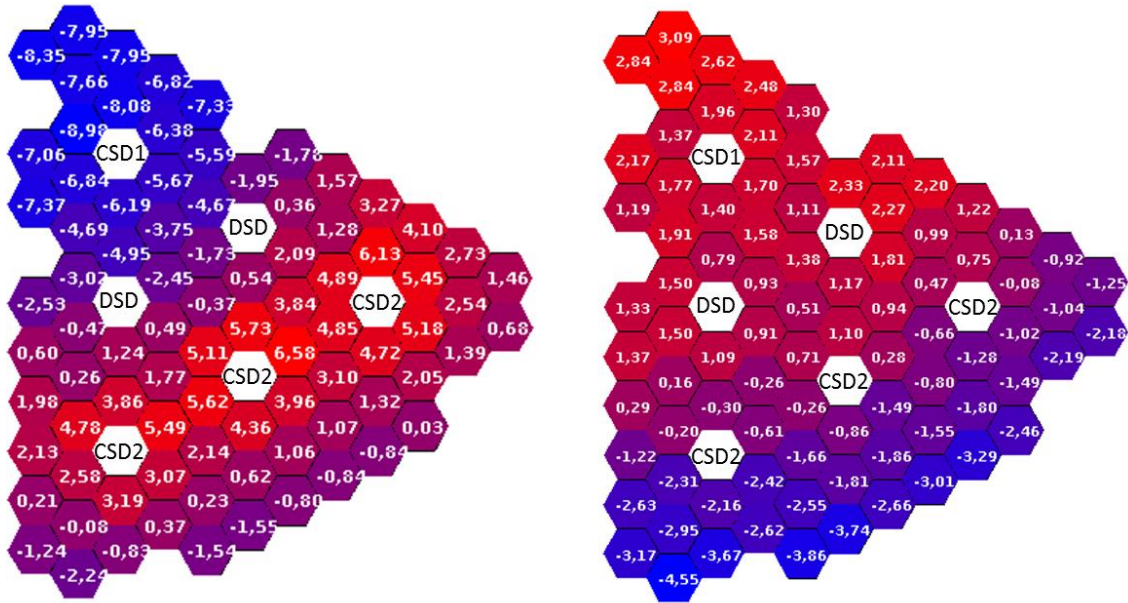 -7,95
-8,35 -7,95
-7,66 -6,82
-8,08 -7,33
-8,98 -6,38
-7,06 CSD1 -5,59 -1,78
-6,84 -5,67 -1,95 1,57
-7,37 -6,19 -4,67 0,36 3,27
-4,69 -3,75 DSD 1,28 4,10
-4,95 -1,73 2,09 6,13 2,73
-3,02 -2,45 0,54 4,89 5,45 1,46
-2,53 DSD -0,37 3,84 CSD2 2,54
-0,47 0,49 5,73 4,85 5,18 0,68
0,60 1,24 5,11 6,58 4,72 1,39
0,26 1,77 CSD2 3,10 2,05
1,98 3,86 5,62 3,96 1,32
4,78 5,49 4,36 1,07 0,03
2,13 CSD2 2,14 1,06 -0,84
2,58 3,07 0,62 -0,84
0,21 3,19 0,23 -0,80
-0,08 0,37 -1,55
-1,24 -0,83 -1,54
-2,24
3,09
2,84 2,62
2,84 2,48
1,96 1,30
1,37 2,11
2,17 CSD1 1,57 2,11
1,77 1,70 2,33 2,20
1,19 1,40 1,11 2,27 1,22
1,91 1,58 DSD 0,99 0,13
0,79 1,38 1,81 0,75 -0,92
1,50 0,93 1,17 0,47 -0,08 -1,25
1,33 DSD 0,51 0,94 CSD2 -1,04
1,50 0,91 1,10 -0,66 -1,02 -2,18
1,37 1,09 0,71 0,28 -1,28 -2,19
0,16 -0,26 CSD2 -0,80 -1,49
0,29 -0,30 -0,26 -1,49 -1,80
-0,20 -0,61 -0,86 -1,55 -2,46
-1,22 CSD2 -1,66 -1,86 -3,29
-2,31 -2,42 -1,81 -3,01
-2,63 -2,16 -2,55 -2,66
-2,95 -2,62 -3,74
-3,17 -3,67 -3,86
-4,55